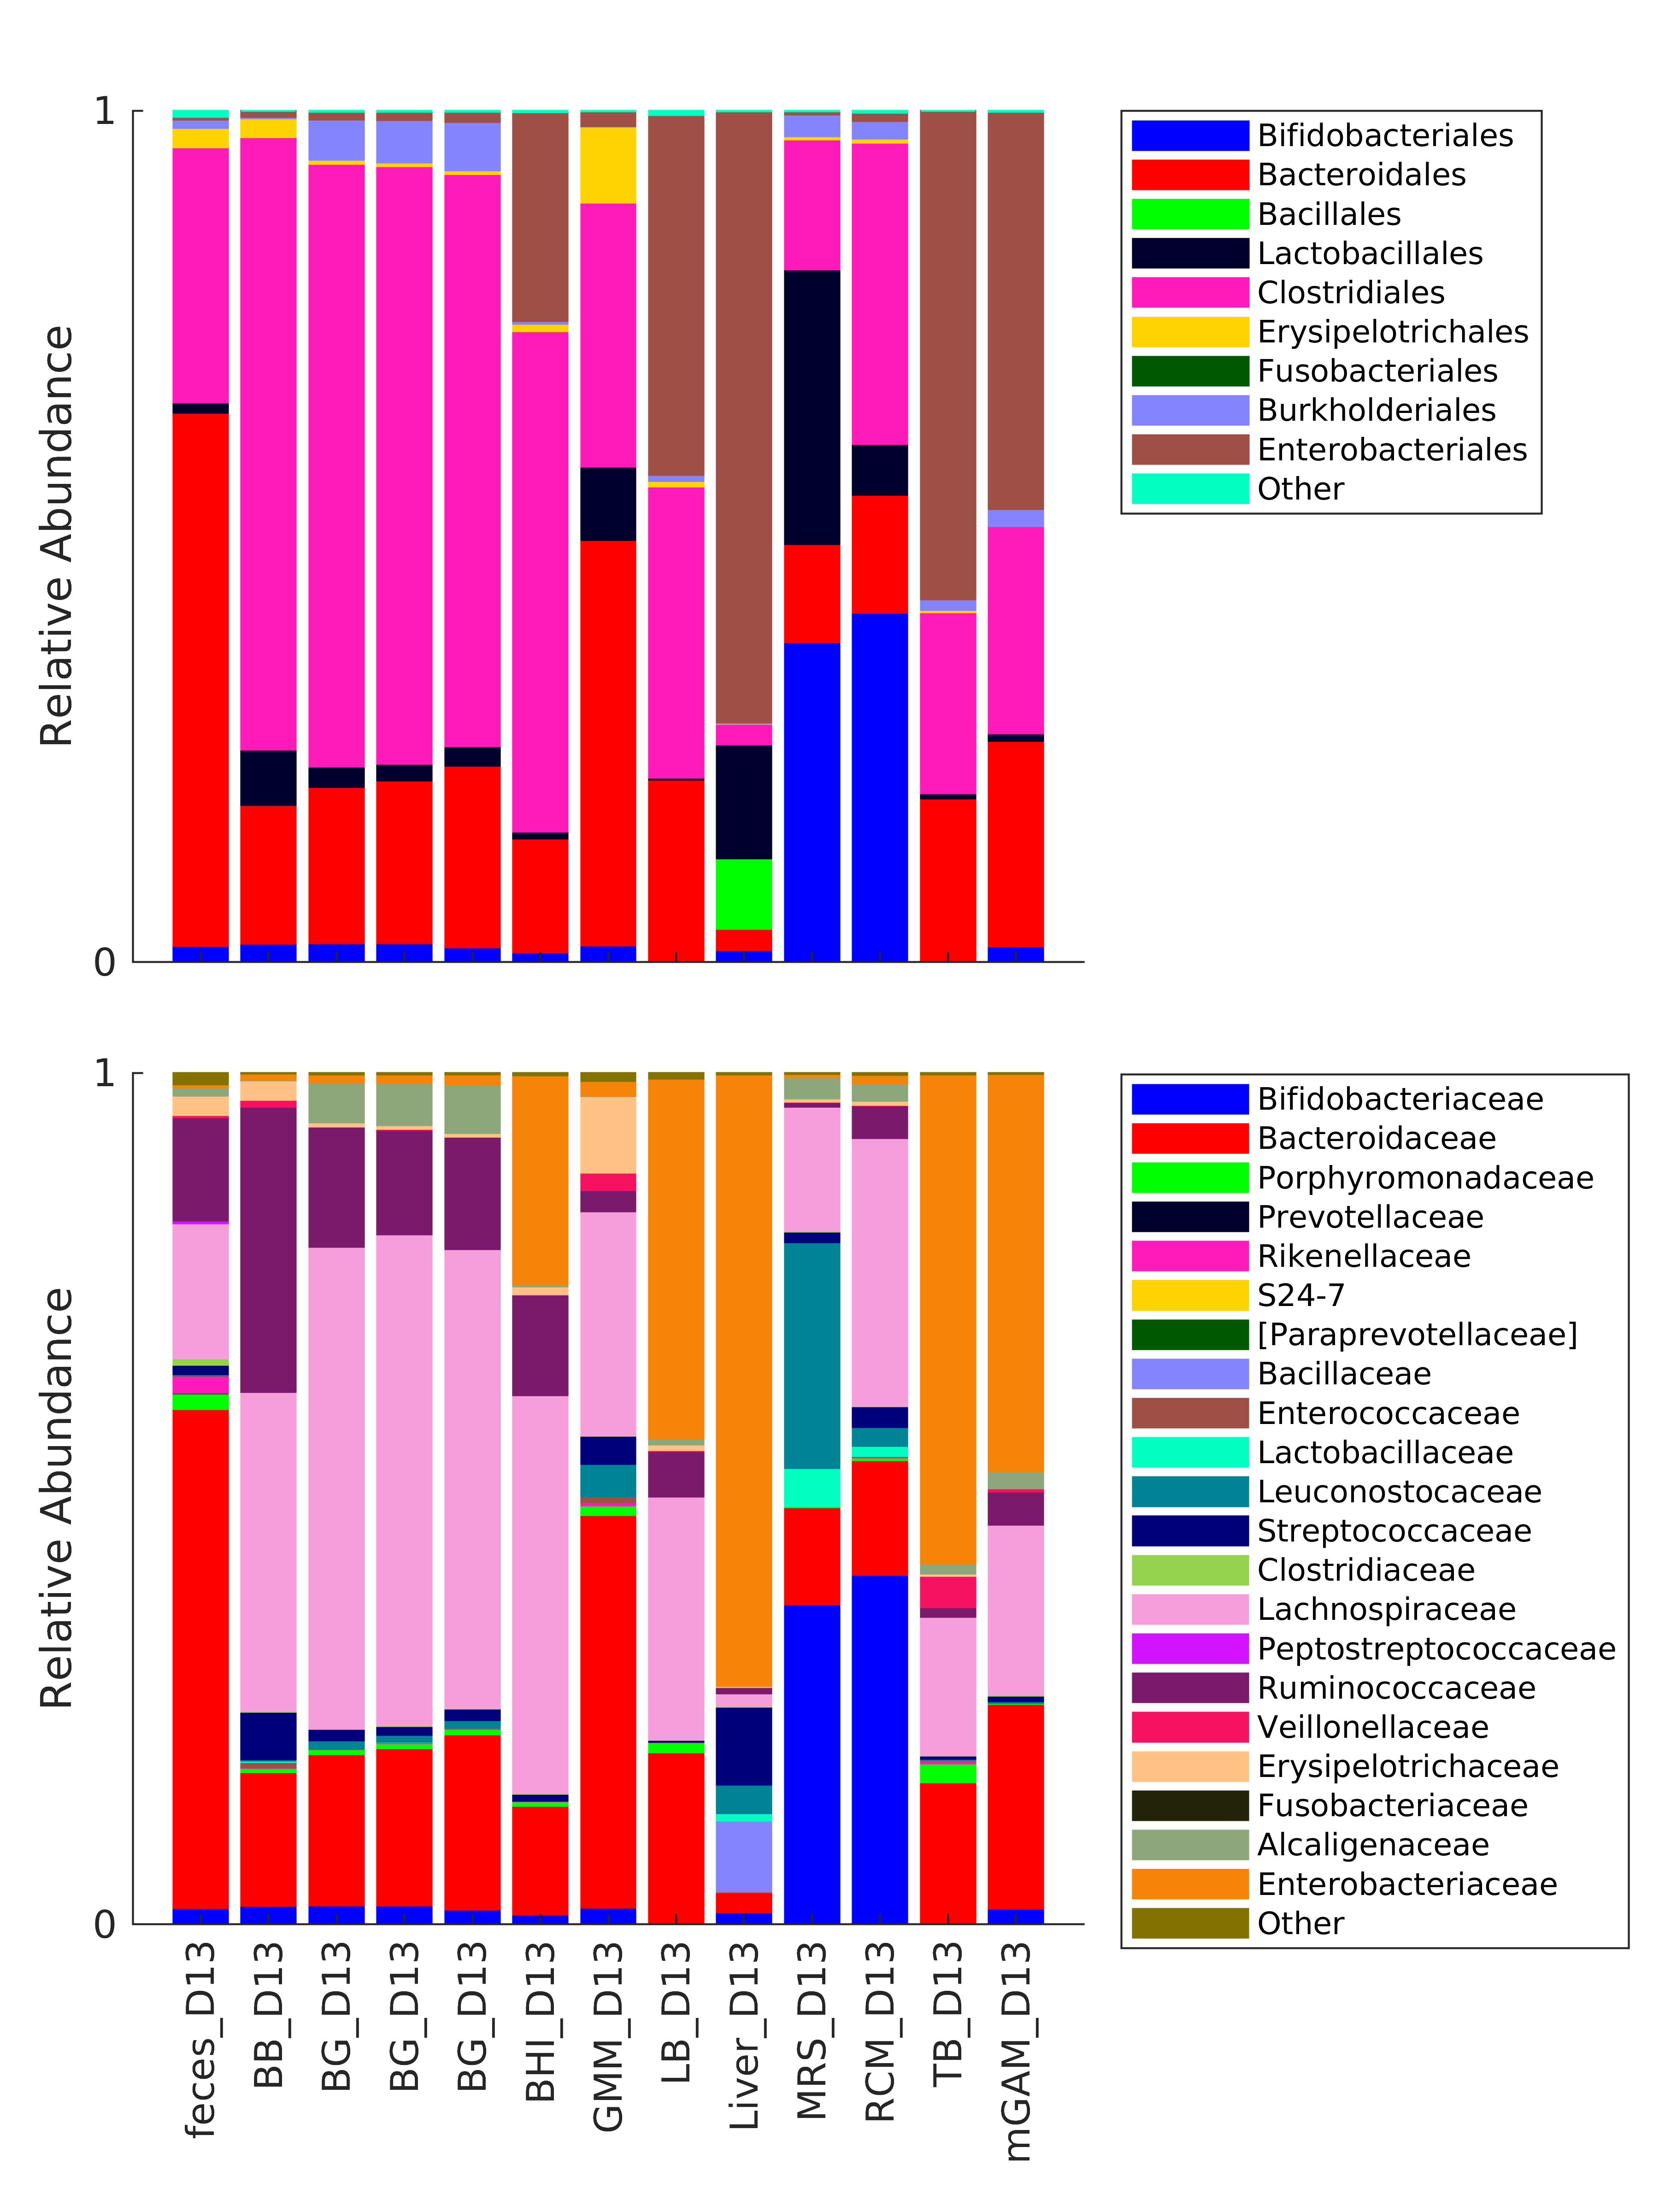 1
0
Relative Abundance
Bifidobacteriales
Bacteroidales
Bacillales
Lactobacillales
Clostridiales
Erysipelotrichales
Fusobacteriales
Burkholderiales
Enterobacteriales
Other
1
0
Relative Abundance
Bifidobacteriaceae
Bacteroidaceae
Porphyromonadaceae
Prevotellaceae
Rikenellaceae
S24-7
[Paraprevotellaceae]
Bacillaceae
Enterococcaceae
Lactobacillaceae
Leuconostocaceae
Streptococcaceae
Clostridiaceae
Lachnospiraceae
Peptostreptococcaceae
Ruminococcaceae
Veillonellaceae
Erysipelotrichaceae
Fusobacteriaceae
Alcaligenaceae
Enterobacteriaceae
Other
feces_D13
BB_D13
BG_D13
BG_D13
BG_D13
BHI_D13
GMM_D13
LB_D13
Liver_D13
MRS_D13
RCM_D13
TB_D13
mGAM_D13